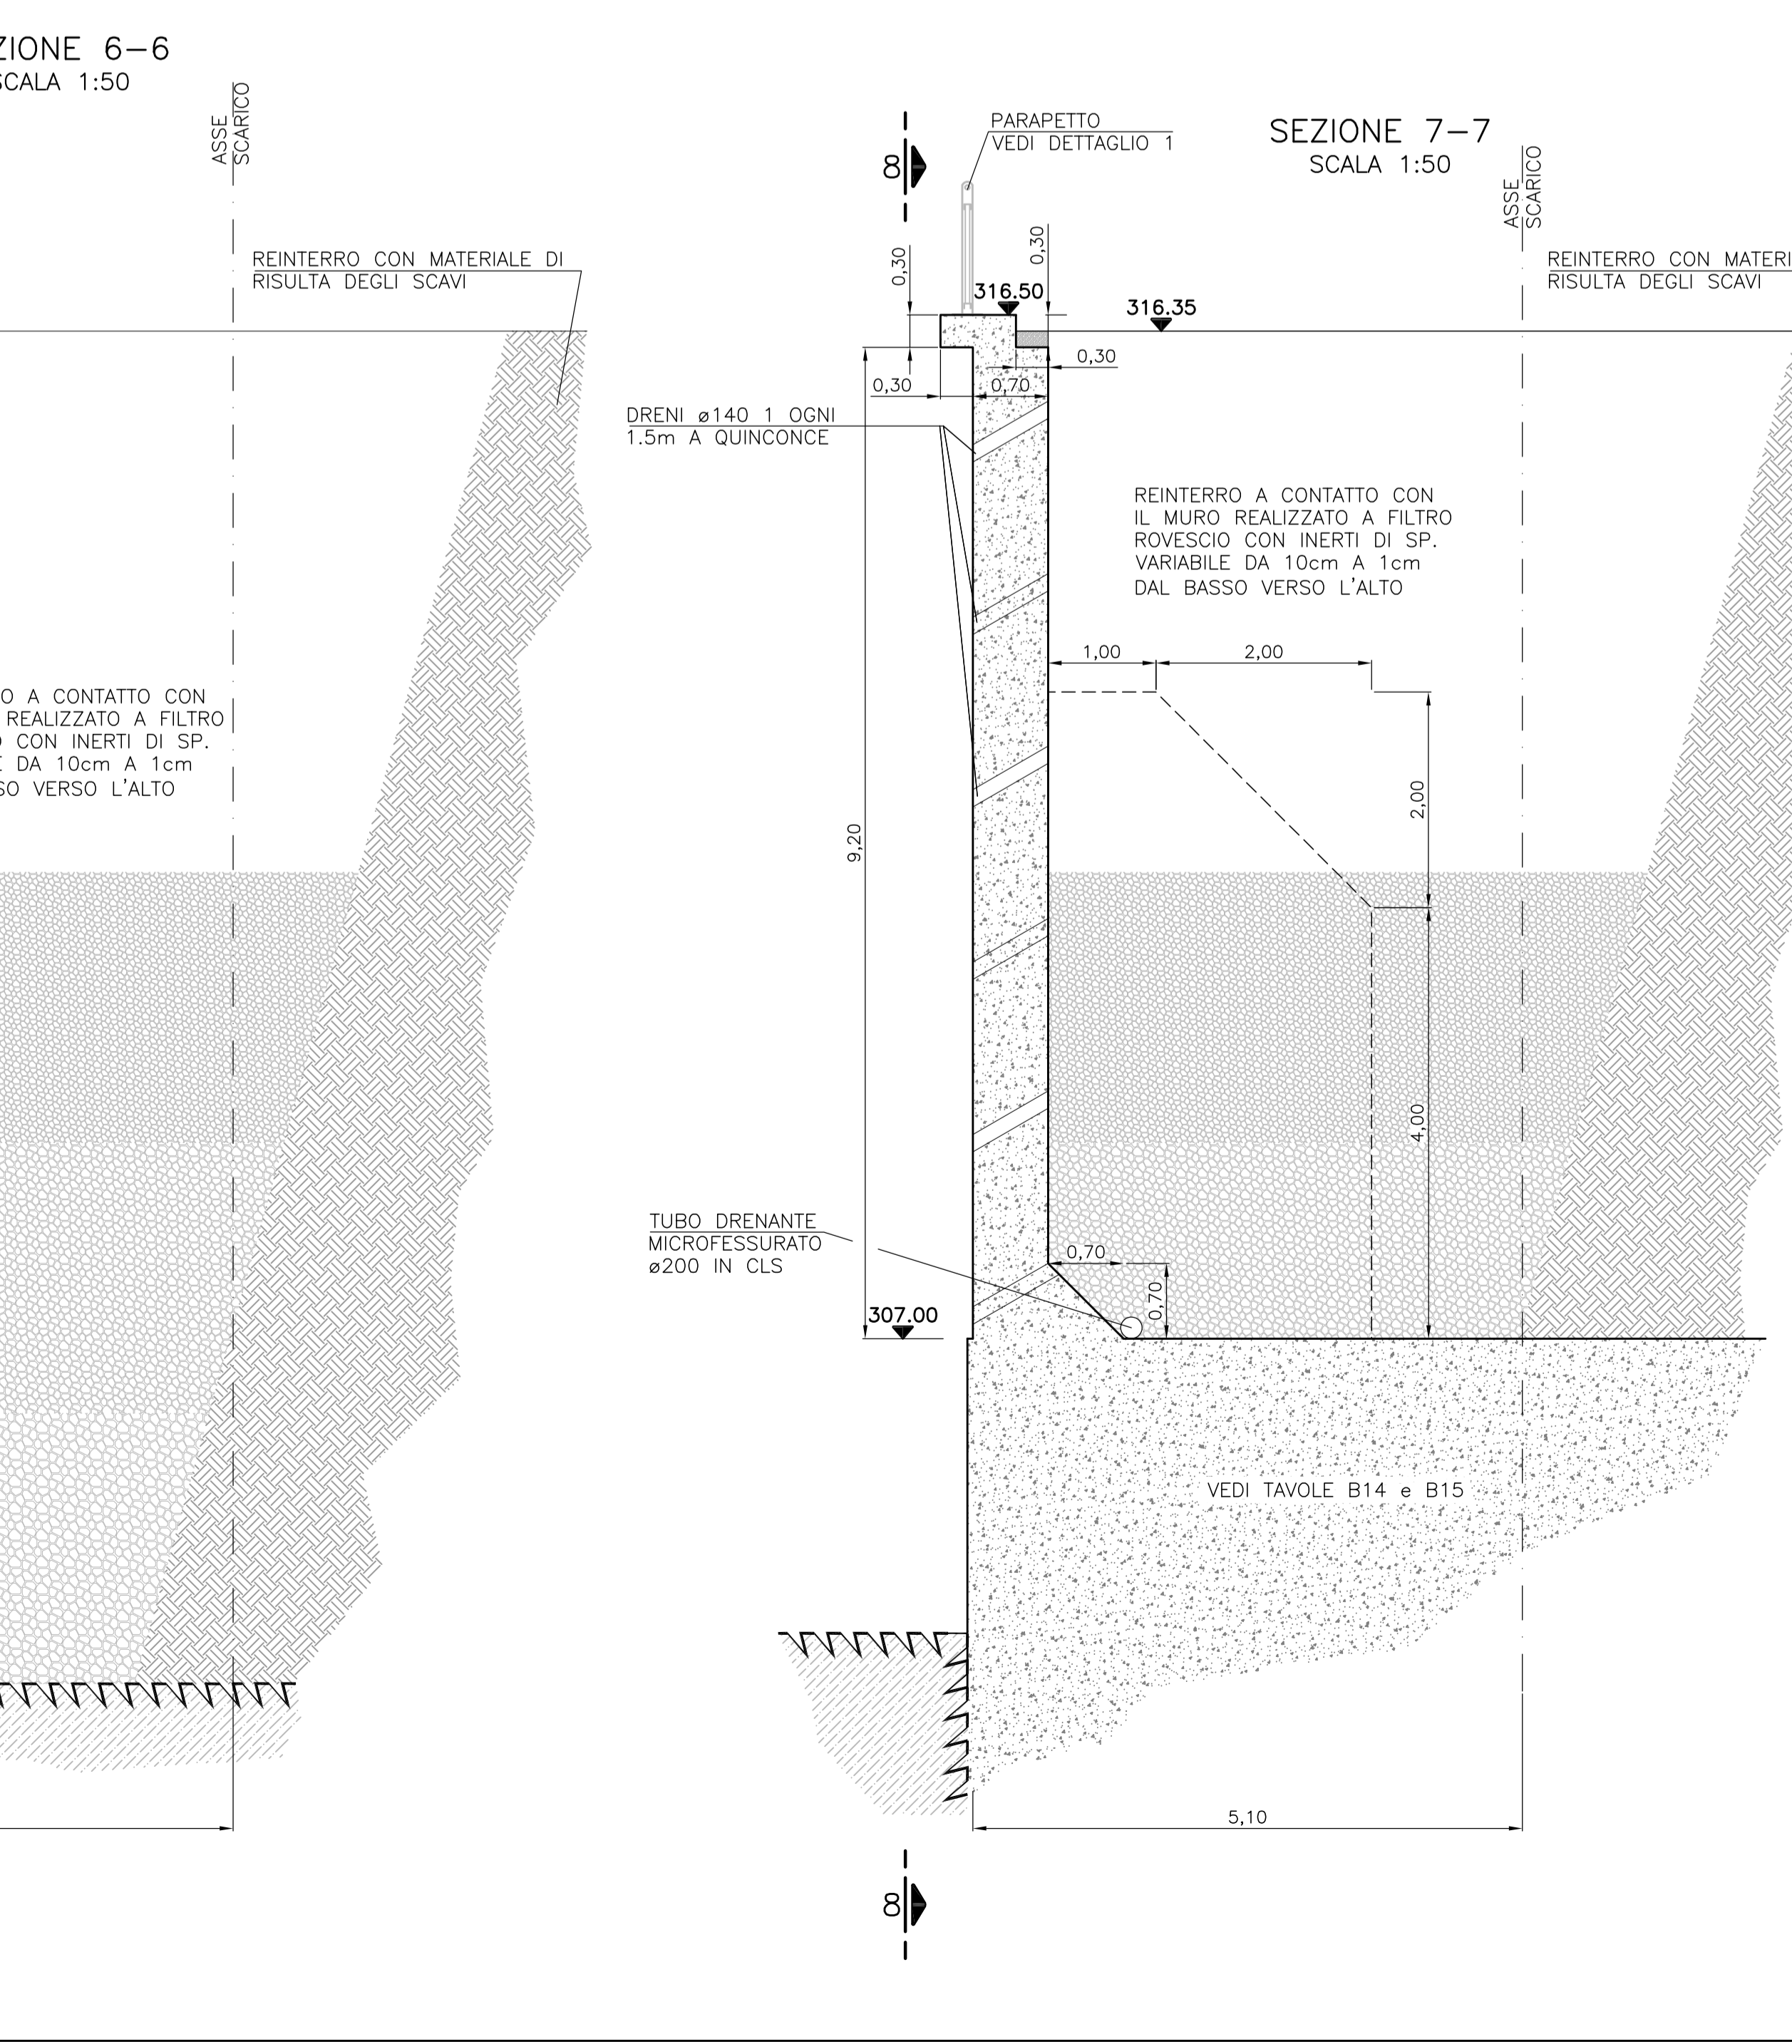 ZIONE 6-6
SCALA 1:50
ASSE
SCARICO
REINTERRO CON MATERIALE DI
RISULTA DEGLI SCAVI
O A CONTATTO CON
REALIZZATO A FILTRO
CON INERTI DI SP.
DA 10cm A 1cm
SO VERSO L'ALTO
SEZIONE 7-7
SCALA 1:50
8
PARAPETTO
VEDI DETTAGLIO 1
ASSE
SCARICO
REINTERRO CON MATERI
RISULTA DEGLI SCAVI
0,30
0,30
316.50
316.35
0,30
0,30
0,70
DRENI ø140 1 OGNI
1.5m A QUINCONCE
REINTERRO A CONTATTO CON
IL MURO REALIZZATO A FILTRO
ROVESCIO CON INERTI DI SP.
VARIABILE DA 10cm A 1cm
DAL BASSO VERSO L'ALTO
1,00
2,00
2,00
9,20
4,00
TUBO DRENANTE
MICROFESSURATO
ø200 IN CLS
0,70
0,70
307.00
VEDI TAVOLE B14 e B15
5,10
8